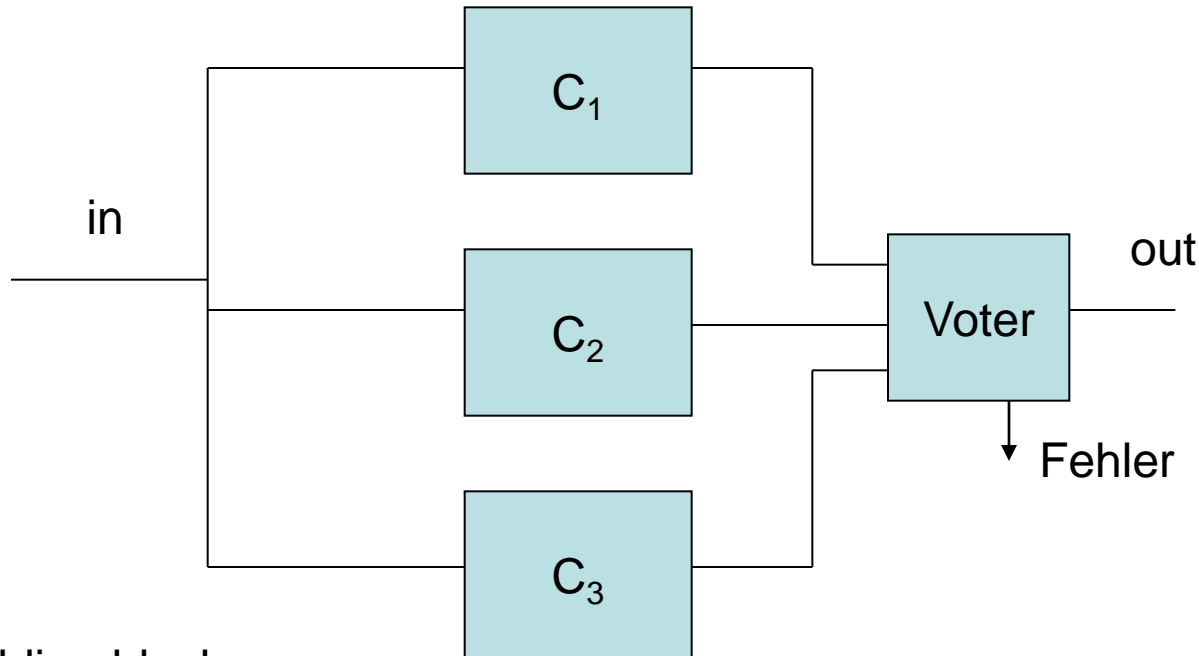 C₁
in
out
C₂
Voter
Fehler
C₃